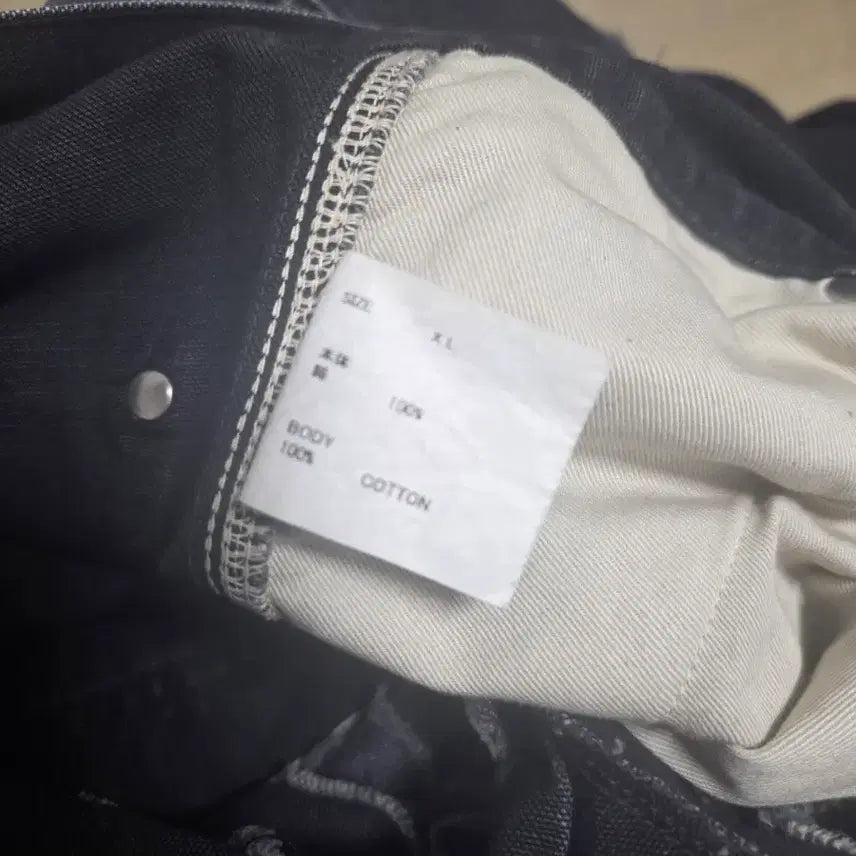 SIZE
XL
本体
綿
100%
BODY
100%
COTTON